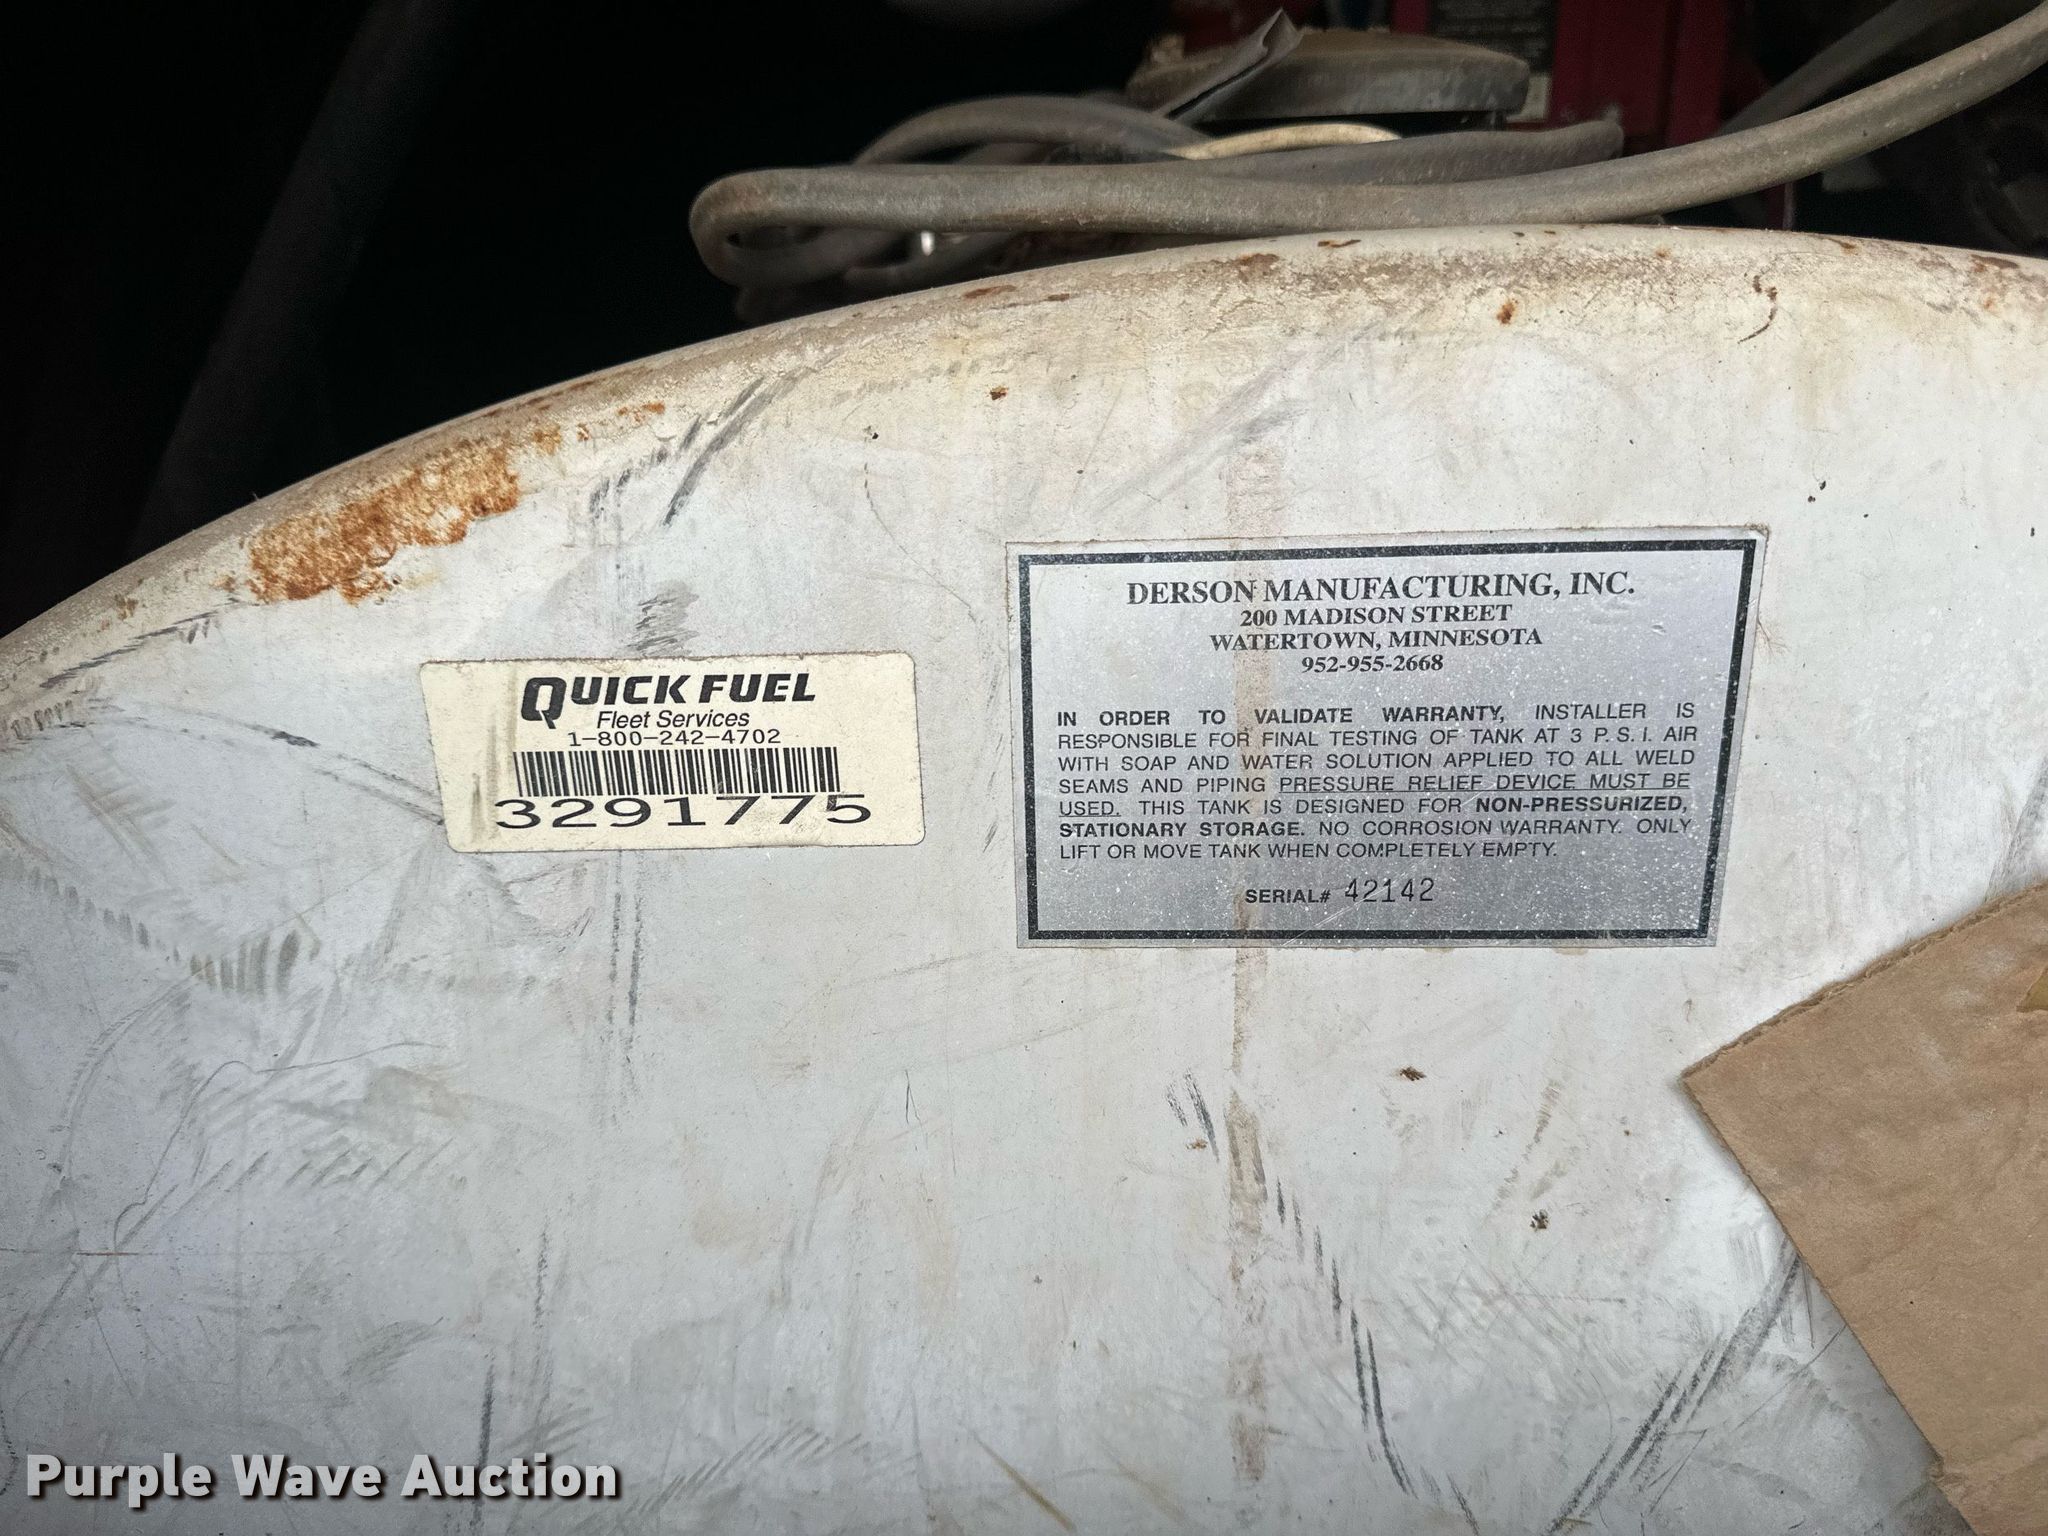 QUICK FUEL
Fleet Services
1-800-242-4702
3291775
DERSON MANUFACTURING, INC.
200 MADISON STREET
WATERTOWN, MINNESOTA
952-955-2668
IN ORDER TO VALIDATE WARRANTY, INSTALLER IS
RESPONSIBLE FOR FINAL TESTING OF TANK AT 3 P.S.I. AIR
WITH SOAP AND WATER SOLUTION APPLIED TO ALL WELD
SEAMS AND PIPING PRESSURE RELIEF DEVICE MUST BE
USED. THIS TANK IS DESIGNED FOR NON-PRESSURIZED,
STATIONARY STORAGE. NO CORROSION WARRANTY. ONLY
LIFT OR MOVE TANK WHEN COMPLETELY EMPTY.
SERIAL# 42142
Purple Wave Auction